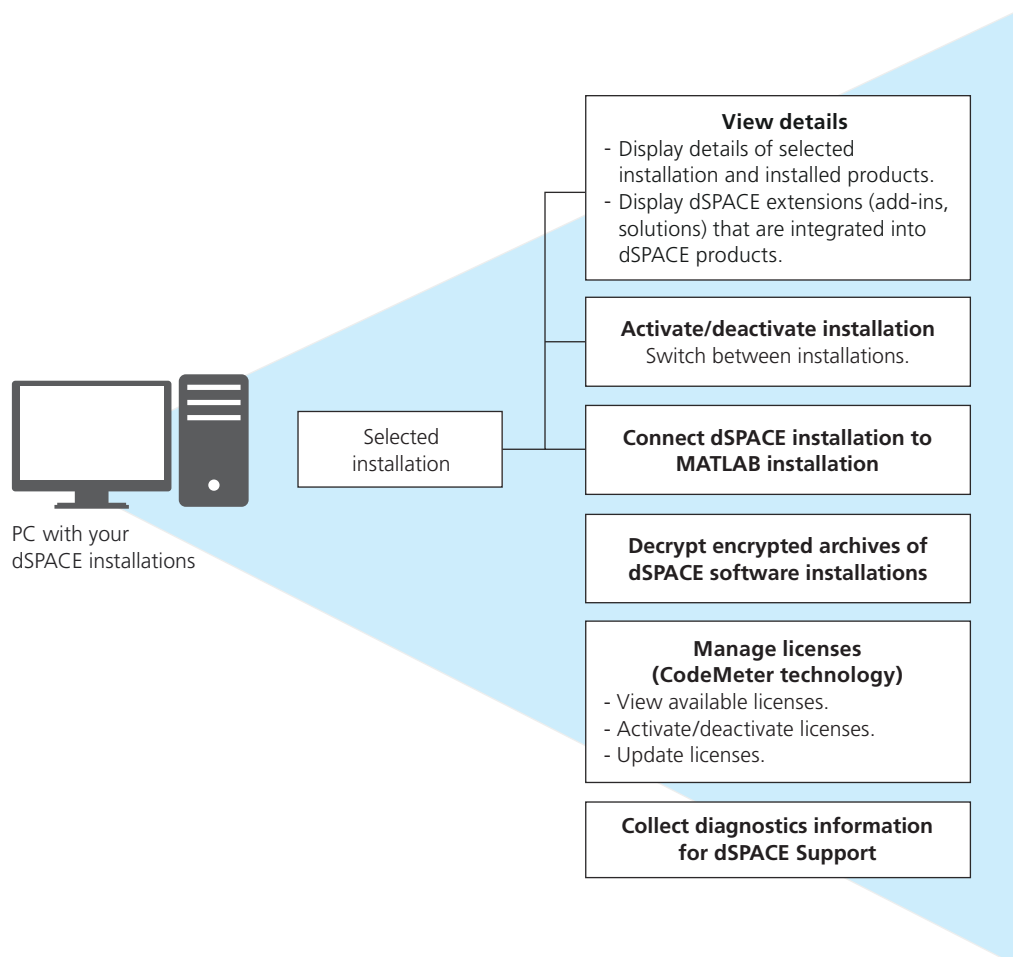 View details
- Display details of selected
installation and installed products.
- Display dSPACE extensions (add-ins,
solutions) that are integrated into
dSPACE products.
Activate/deactivate installation
Switch between installations.
Selected
installation
Connect dSPACE installation to
MATLAB installation
PC with your
dSPACE installations
Decrypt encrypted archives of
dSPACE software installations
Manage licenses
(CodeMeter technology)
- View available licenses.
- Activate/deactivate licenses.
- Update licenses.
Collect diagnostics information
for dSPACE Support